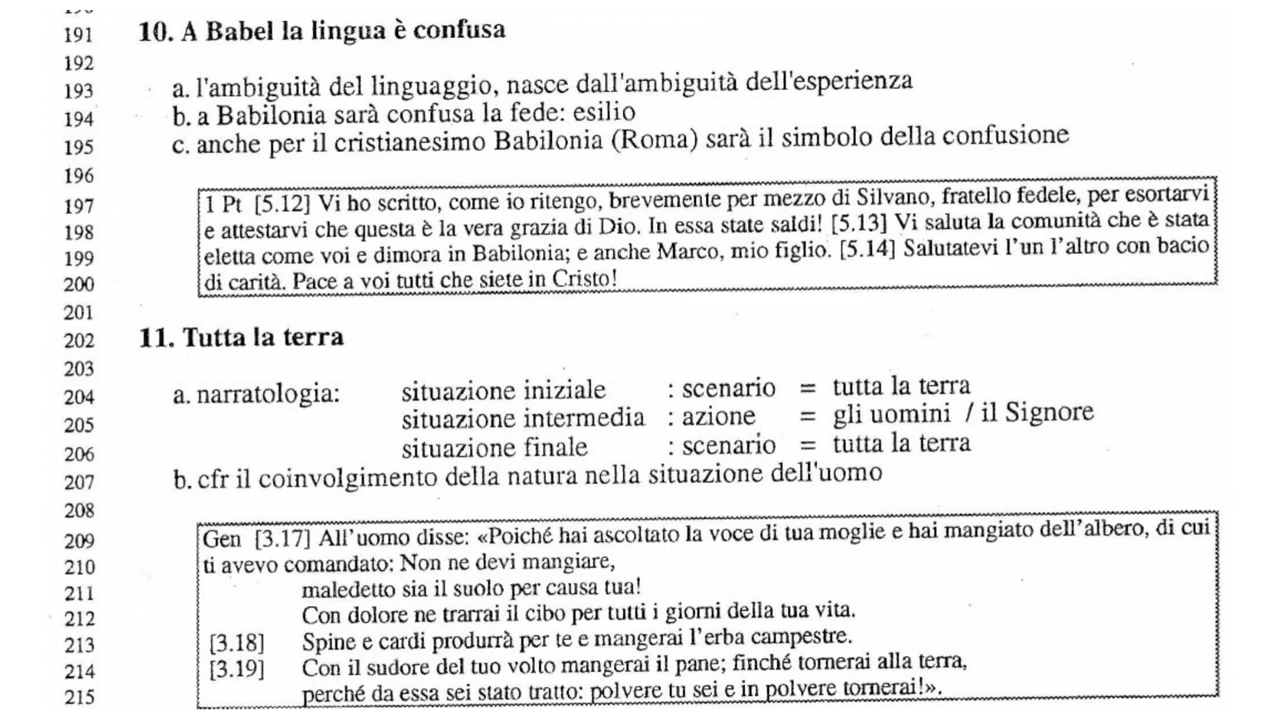 191 10. A Babel la lingua è confusa
192
193 a. l'ambiguità del linguaggio, nasce dall'ambiguità dell'esperienza
194 b. a Babilonia sarà confusa la fede: esilio
195 c. anche per il cristianesimo Babilonia (Roma) sarà il simbolo della confusione
196
197 1 Pt [5.12] Vi ho scritto, come io ritengo, brevemente per mezzo di Silvano, fratello fedele, per esortarvi
198 e attestarvi che questa è la vera grazia di Dio. In essa state saldi! [5.13] Vi saluta la comunità che è stata
199 eletta come voi e dimora in Babilonia; e anche Marco, mio figlio. [5.14] Salutatevi l'un l'altro con bacio
200 di carità. Pace a voi tutti che siete in Cristo!
201
202 11. Tutta la terra
203
204 a. narratologia: situazione iniziale : scenario = tutta la terra
205 situazione intermedia : azione = gli uomini / il Signore
206 situazione finale : scenario = tutta la terra
207 b. cfr il coinvolgimento della natura nella situazione dell'uomo
208
209 Gen [3.17] All'uomo disse: «Poiché hai ascoltato la voce di tua moglie e hai mangiato dell'albero, di cui
210 ti avevo comandato: Non ne devi mangiare,
211 maledetto sia il suolo per causa tua!
212 Con dolore ne trarrai il cibo per tutti i giorni della tua vita.
213 [3.18] Spine e cardi produrrà per te e mangerai l'erba campestre.
214 [3.19] Con il sudore del tuo volto mangerai il pane; finché tornerai alla terra,
215 perché da essa sei stato tratto: polvere tu sei e in polvere tornerai!».